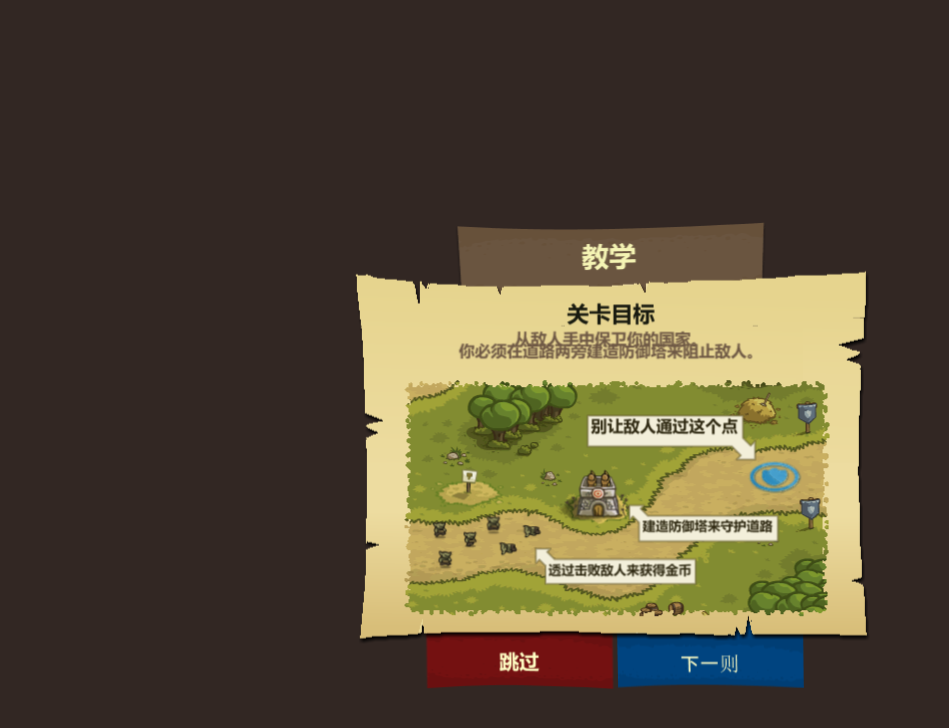 教学
关卡目标
从敌人手中保卫你的国家。
你必须在道路两旁建造防御塔来阻止敌人。
别让敌人通过这个点
建造防御塔来守护道路
透过击败敌人来获得金币
跳过
下一则